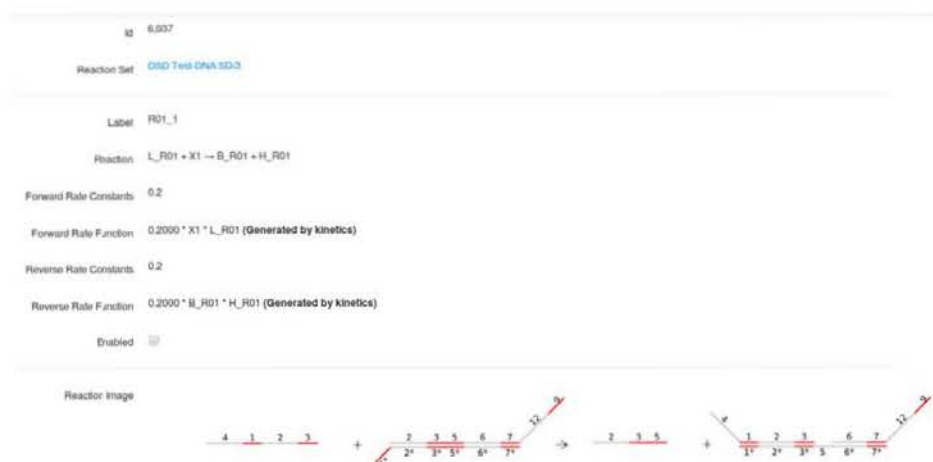 Id 6,037
Reaction Set DSD Test-DNA SD-3
Label R01_1
Reaction L_R01 + X1 → B_R01 + H_R01
Forward Rate Constants 0.2
Forward Rate Function 0.2000 * X1 * L_R01 (Generated by kinetics)
Reverse Rate Constants 0.2
Reverse Rate Function 0.2000 * B_R01 * H_R01 (Generated by kinetics)
Enabled
Reaction Image
4 1 2 3 + 2 3 5 6 7 12 9 → 2 3 5 + 4 1 2 3 6 7 12 9
2* 3* 5* 6* 7* 1* 2* 3* 5 6* 7*